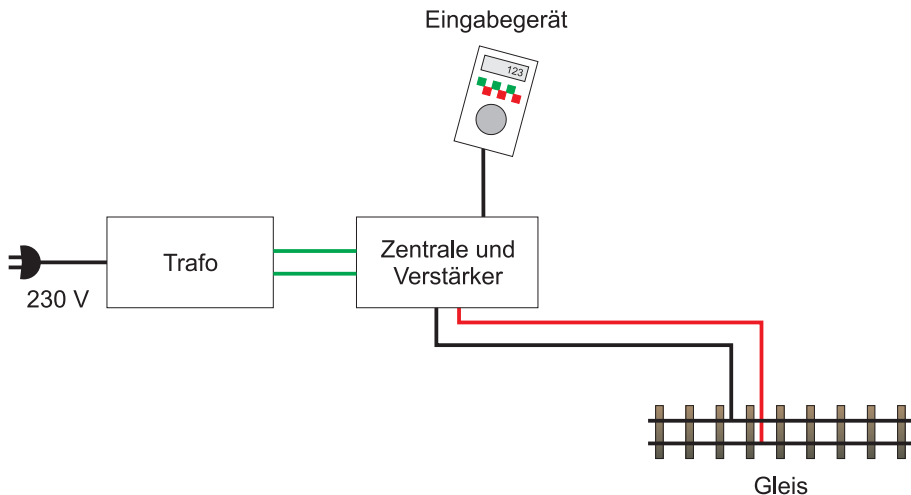 Eingabegerät
123
Trafo
Zentrale und
Verstärker
230 V
Gleis